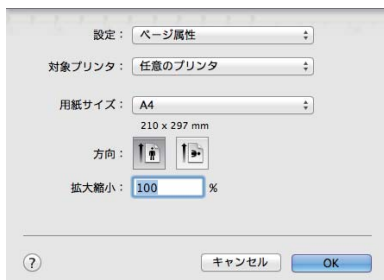 設定： ページ属性
対象プリンタ： 任意のプリンタ
用紙サイズ： A4
210 x 297 mm
方向：
拡大縮小： 100 %
? キャンセル OK